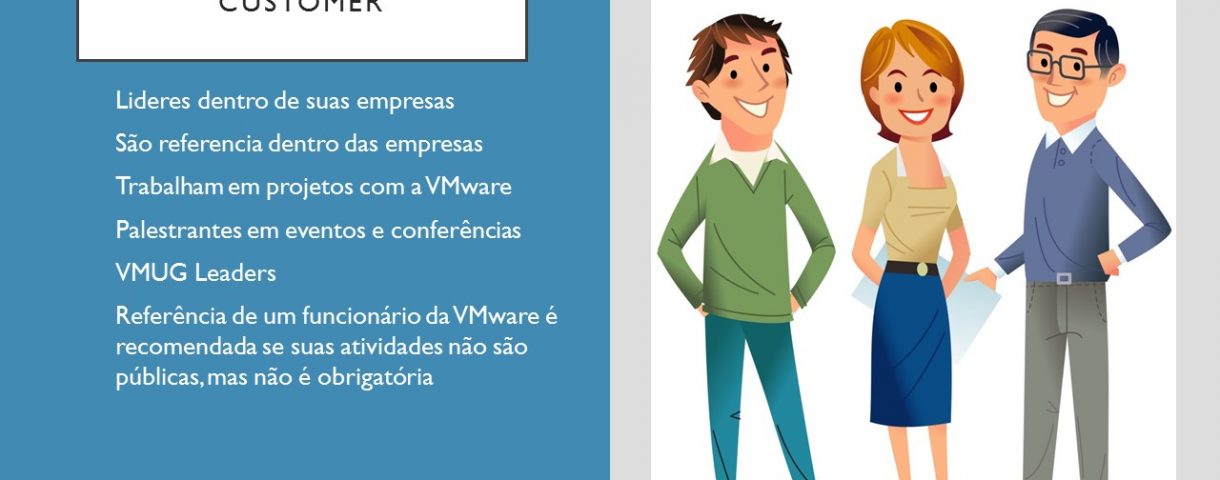 CUSTOMER
Lideres dentro de suas empresas
São referencia dentro das empresas
Trabalham em projetos com a VMware
Palestrantes em eventos e conferências
VMUG Leaders
Referência de um funcionário da VMware é
recomendada se suas atividades não são
públicas, mas não é obrigatória